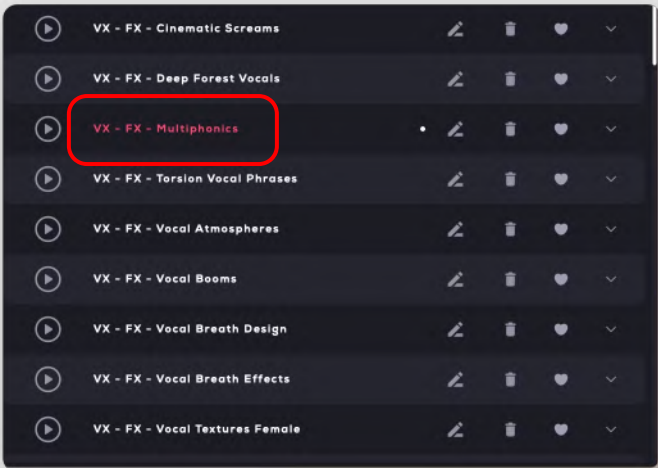 VX - FX - Cinematic Screams
VX - FX - Deep Forest Vocals
VX - FX - Multiphonics
VX - FX - Torsion Vocal Phrases
VX - FX - Vocal Atmospheres
VX - FX - Vocal Booms
VX - FX - Vocal Breath Design
VX - FX - Vocal Breath Effects
VX - FX - Vocal Textures Female